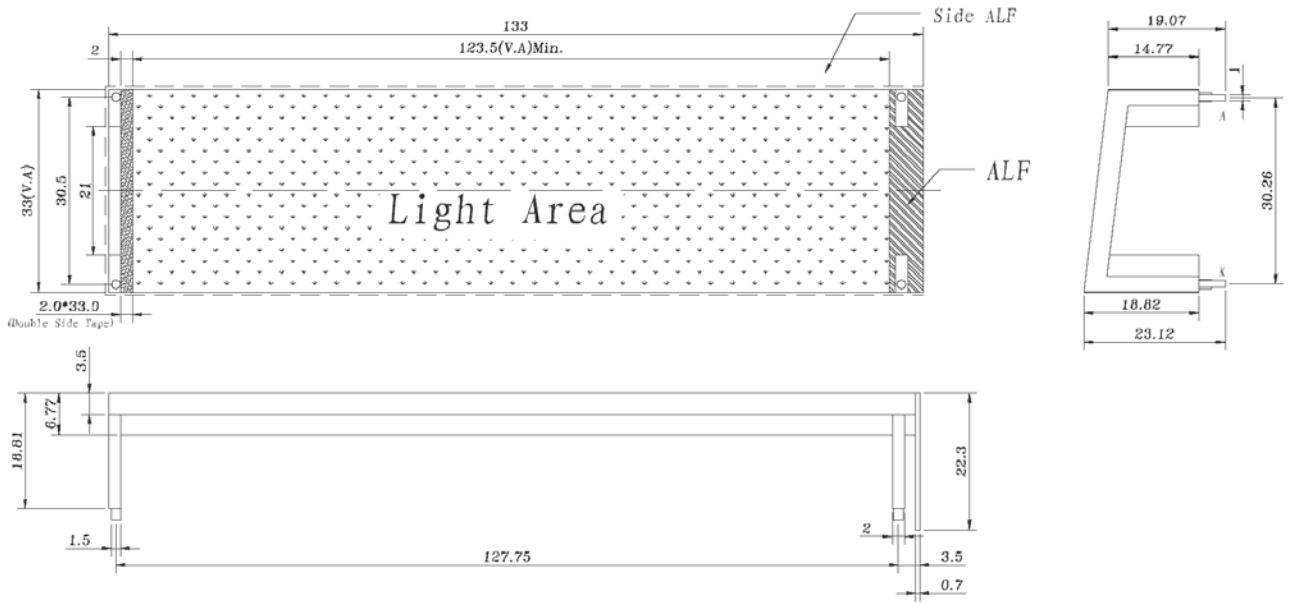 Side ALF
133
123.5(V.A)Min.
2
33(V.A)
30.5
21
Light Area
ALF
2.0*33.0
(Double Side Tape)
19.07
14.77
1
A
30.26
K
18.82
23.12
3.5
6.77
18.81
22.3
1.5
127.75
2
3.5
0.7